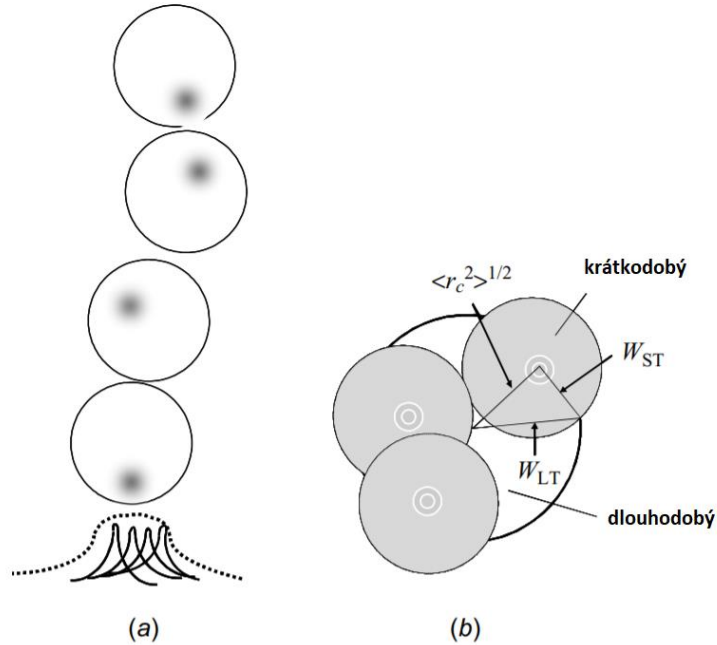 krátkodobý
<r_c^2>^1/2
W_ST
W_LT
dlouhodobý
(a)
(b)